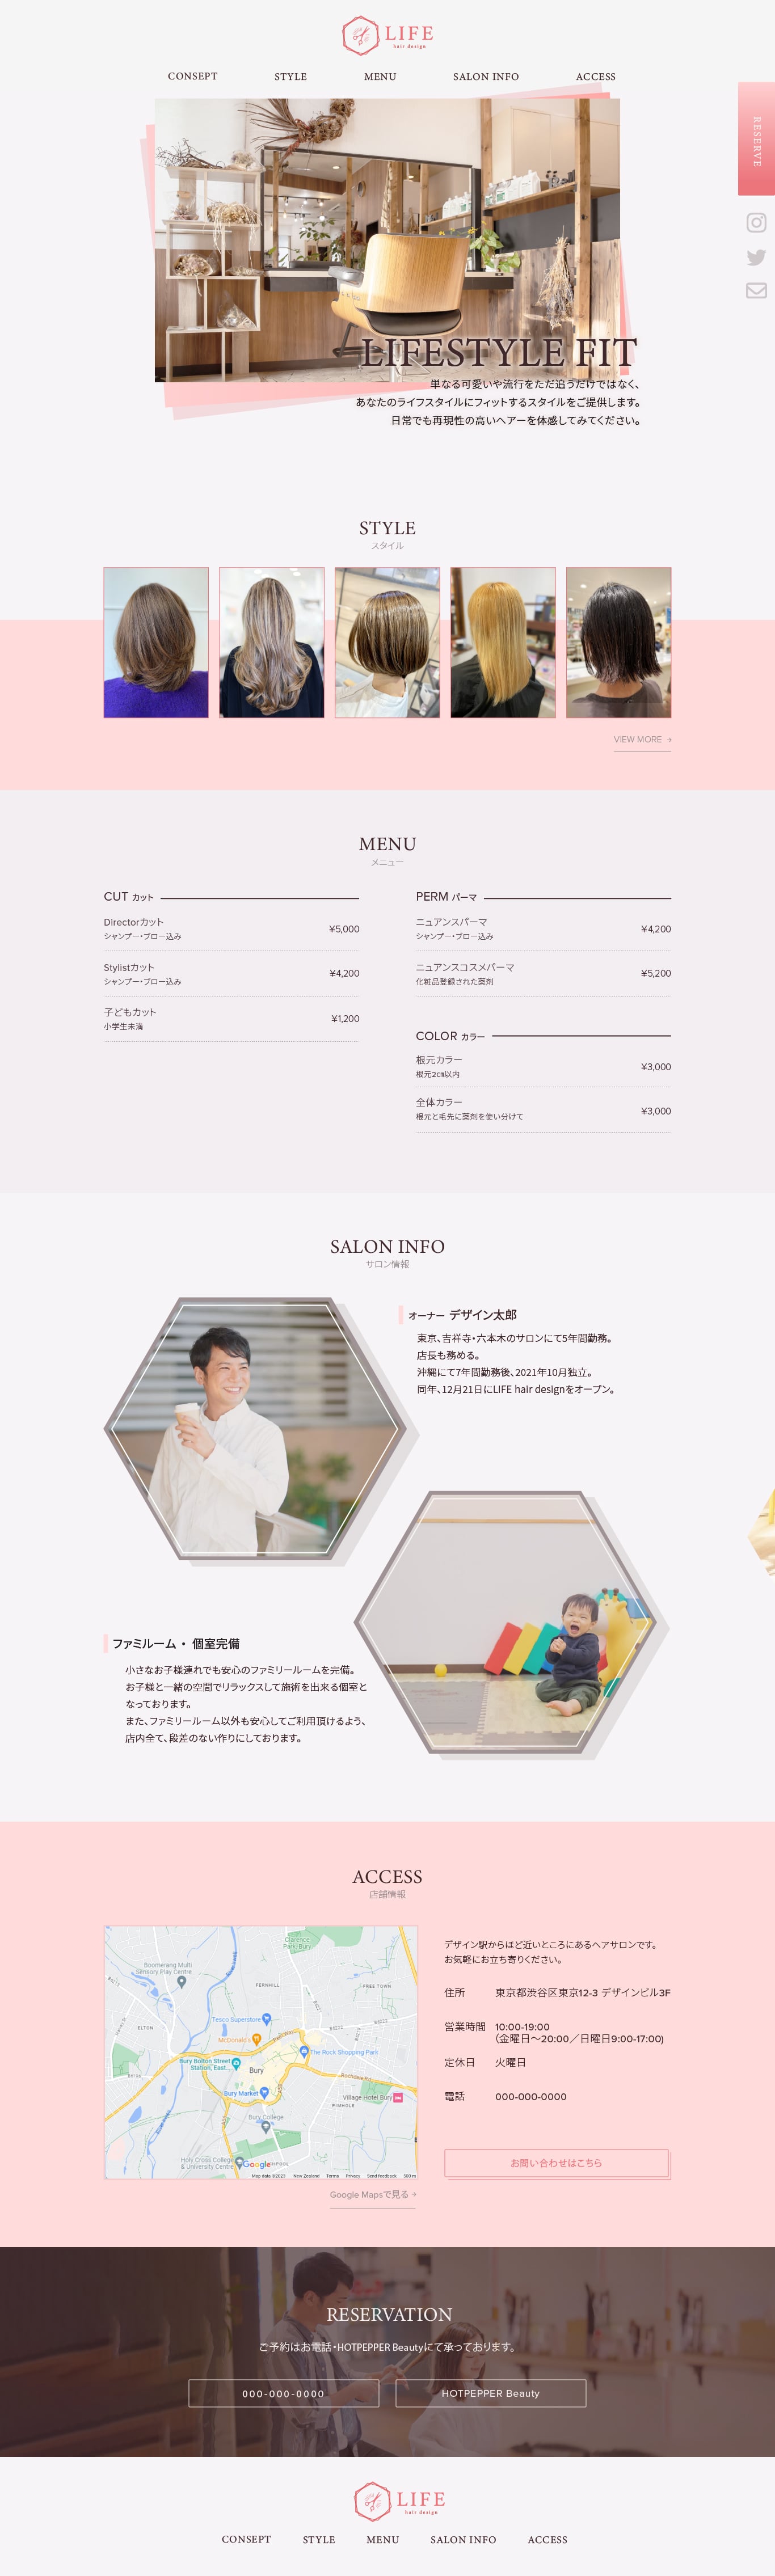 LIFE
hair design
CONSEPT
STYLE
MENU
SALON INFO
ACCESS
RESERVE
LIFESTYLE FIT
単なる可愛いや流行をただ追うだけではなく、
あなたのライフスタイルにフィットするスタイルをご提供します。
日常でも再現性の高いヘアーを体感してみてください。
STYLE
スタイル
VIEW MORE
MENU
メニュー
CUT カット
Directorカット
シャンプー・ブロー込み
¥5,000
Stylistカット
シャンプー・ブロー込み
¥4,200
子どもカット
小学生未満
¥1,200
PERM パーマ
ニュアンスパーマ
シャンプー・ブロー込み
¥4,200
ニュアンスコスメパーマ
化粧品登録された薬剤
¥5,200
COLOR カラー
根元カラー
根元2㎝以内
¥3,000
全体カラー
根元と毛先に薬剤を使い分けて
¥3,000
SALON INFO
サロン情報
オーナー デザイン太郎
東京、吉祥寺・六本木のサロンにて5年間勤務。
店長も務める。
沖縄にて7年間勤務後、2021年10月独立。
同年、12月21日にLIFE hair designをオープン。
ファミルーム ・ 個室完備
小さなお子様連れでも安心のファミリールームを完備。
お子様と一緒の空間でリラックスして施術を出来る個室と
なっております。
また、ファミリールーム以外も安心してご利用頂けるよう、
店内全て、段差のない作りにしております。
ACCESS
店舗情報
Clarence
Park-Bury
Boomerang Multi
Sensory Play Centre
FERNHILL
FREE TOWN
ELTON
Tesco Superstore
McDonald's
The Rock Shopping Park
Bury Bolton Street
Station, East...
Bury
Bury Market
Village Hotel Bury
PIMHOLE
Bury College
Holy Cross College
& University Centre
Google
Map data ©2023 New Zealand Terms Privacy Send feedback 500 m
Google Mapsで見る
デザイン駅からほど近いところにあるヘアサロンです。
お気軽にお立ち寄りください。
住所 東京都渋谷区東京12-3 デザインビル3F
営業時間 10:00-19:00
(金曜日〜20:00／日曜日9:00-17:00)
定休日 火曜日
電話 000-000-0000
お問い合わせはこちら
RESERVATION
ご予約はお電話・HOTPEPPER Beautyにて承っております。
000-000-0000
HOTPEPPER Beauty
LIFE
hair design
CONSEPT
STYLE
MENU
SALON INFO
ACCESS